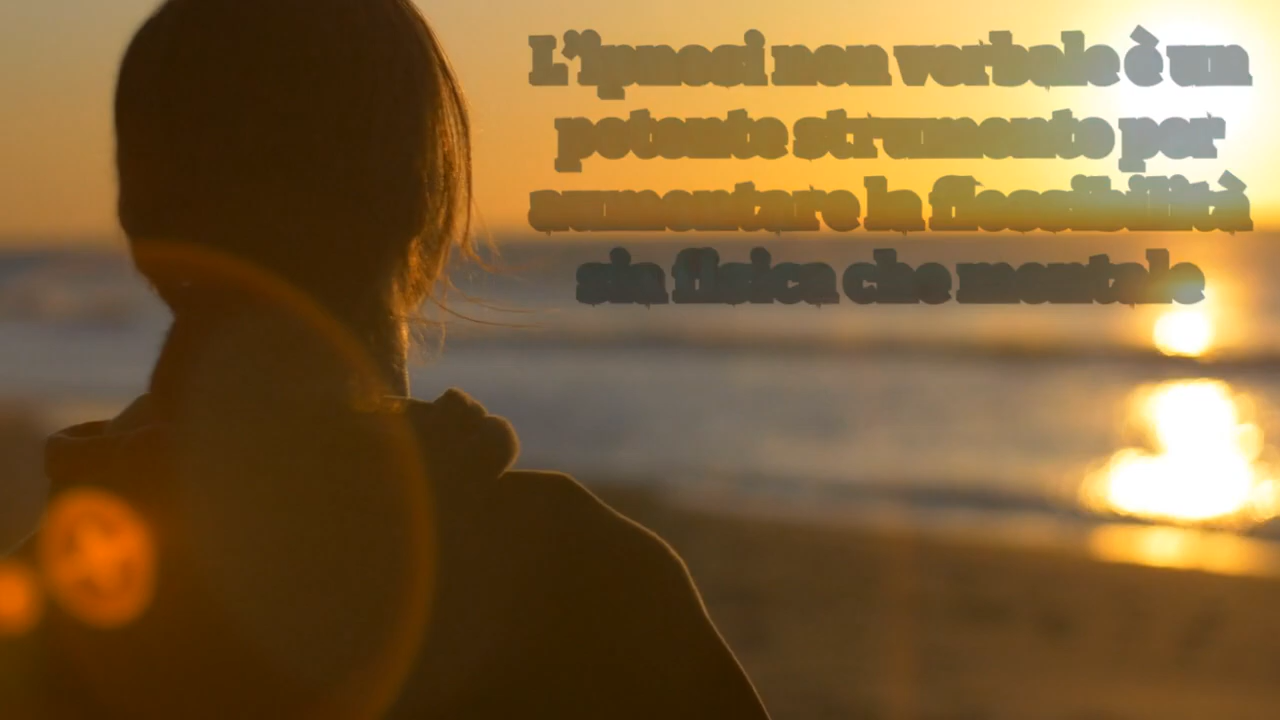 L'ipnosi non verbale è un
potente strumento per
aumentare la flessibilità
sia fisica che mentale